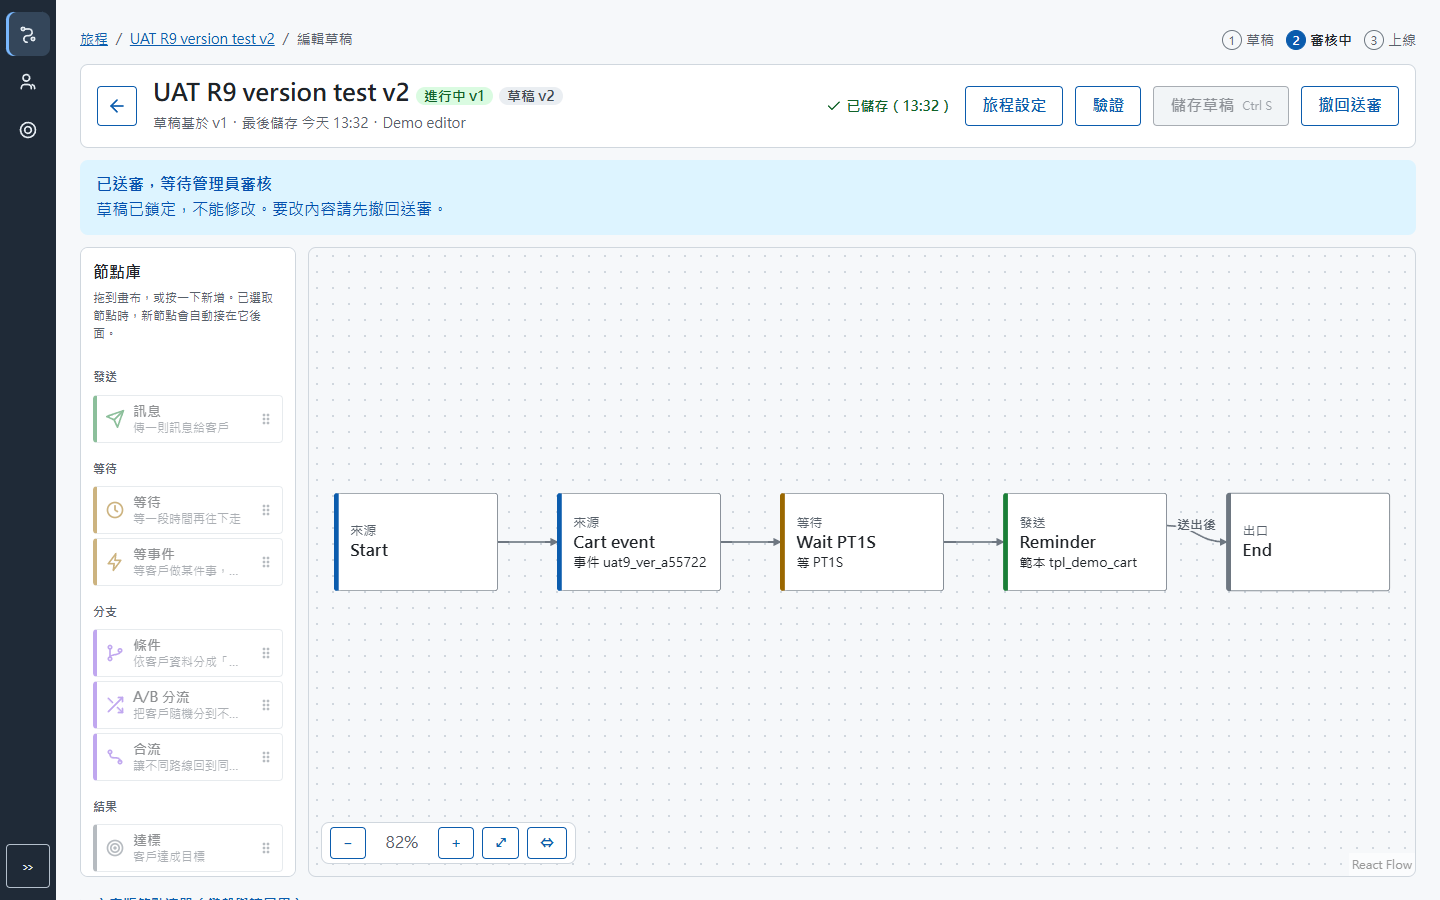 旅程 / UAT R9 version test v2 / 編輯草稿
1 草稿 2 審核中 3 上線
UAT R9 version test v2 進行中 v1 草稿 v2
草稿基於 v1 · 最後儲存 今天 13:32 · Demo editor
已儲存（13:32）
旅程設定
驗證
儲存草稿 Ctrl S
撤回送審
已送審，等待管理員審核
草稿已鎖定，不能修改。要改內容請先撤回送審。
節點庫
拖到畫布，或按一下新增。已選取
節點時，新節點會自動接在它後
面。
發送
訊息
傳一則訊息給客戶
等待
等待
等一段時間再往下走
等事件
等客戶做某件事，...
分支
條件
依客戶資料分成「...
A/B 分流
把客戶隨機分到不...
合流
讓不同路線回到同...
結果
達標
客戶達成目標
來源
Start
來源
Cart event
事件 uat9_ver_a55722
等待
Wait PT1S
等 PT1S
發送
Reminder
範本 tpl_demo_cart
送出後
出口
End
82%
React Flow